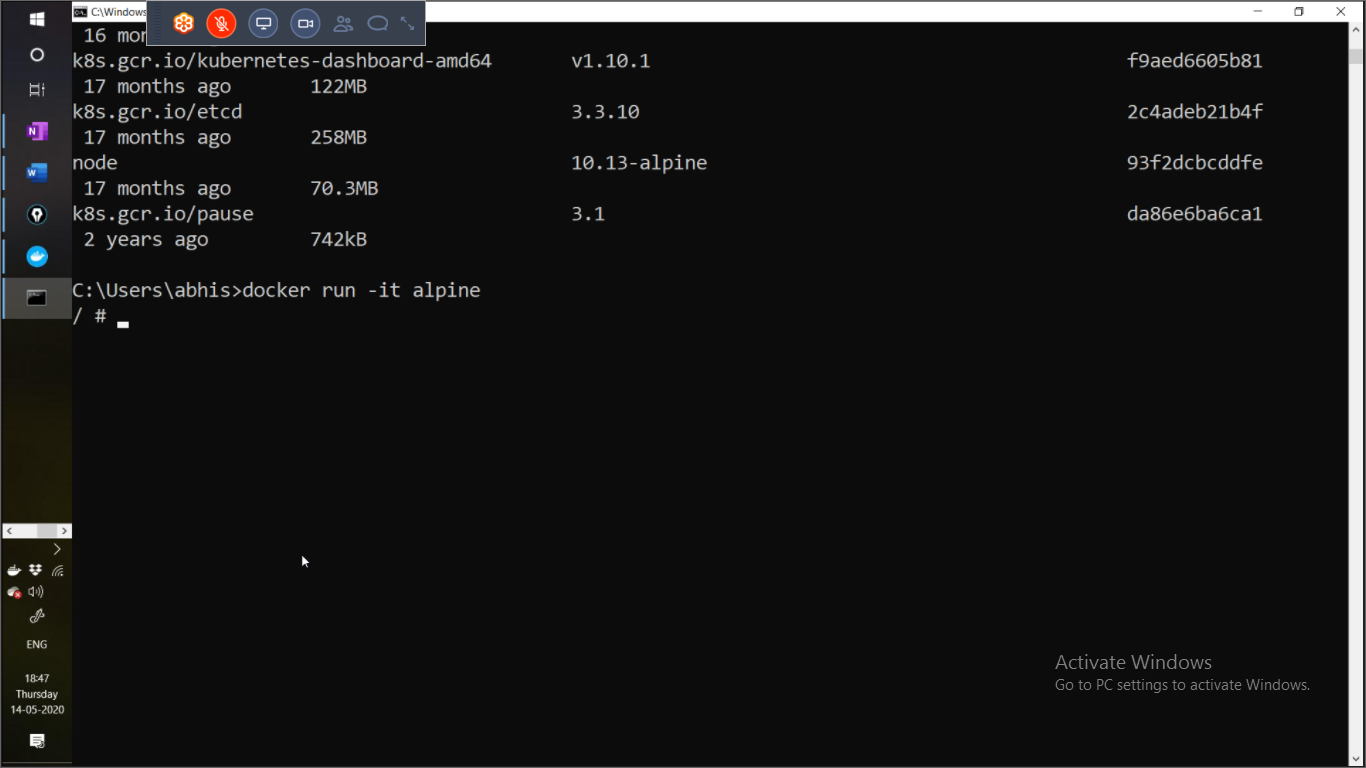 C:\Windows
16 mon
k8s.gcr.io/kubernetes-dashboard-amd64 v1.10.1 f9aed6605b81
17 months ago 122MB
k8s.gcr.io/etcd 3.3.10 2c4adeb21b4f
17 months ago 258MB
node 10.13-alpine 93f2dcbcddfe
17 months ago 70.3MB
k8s.gcr.io/pause 3.1 da86e6ba6ca1
2 years ago 742kB
C:\Users\abhis>docker run -it alpine
/ #
ENG
18:47
Thursday
14-05-2020
Activate Windows
Go to PC settings to activate Windows.